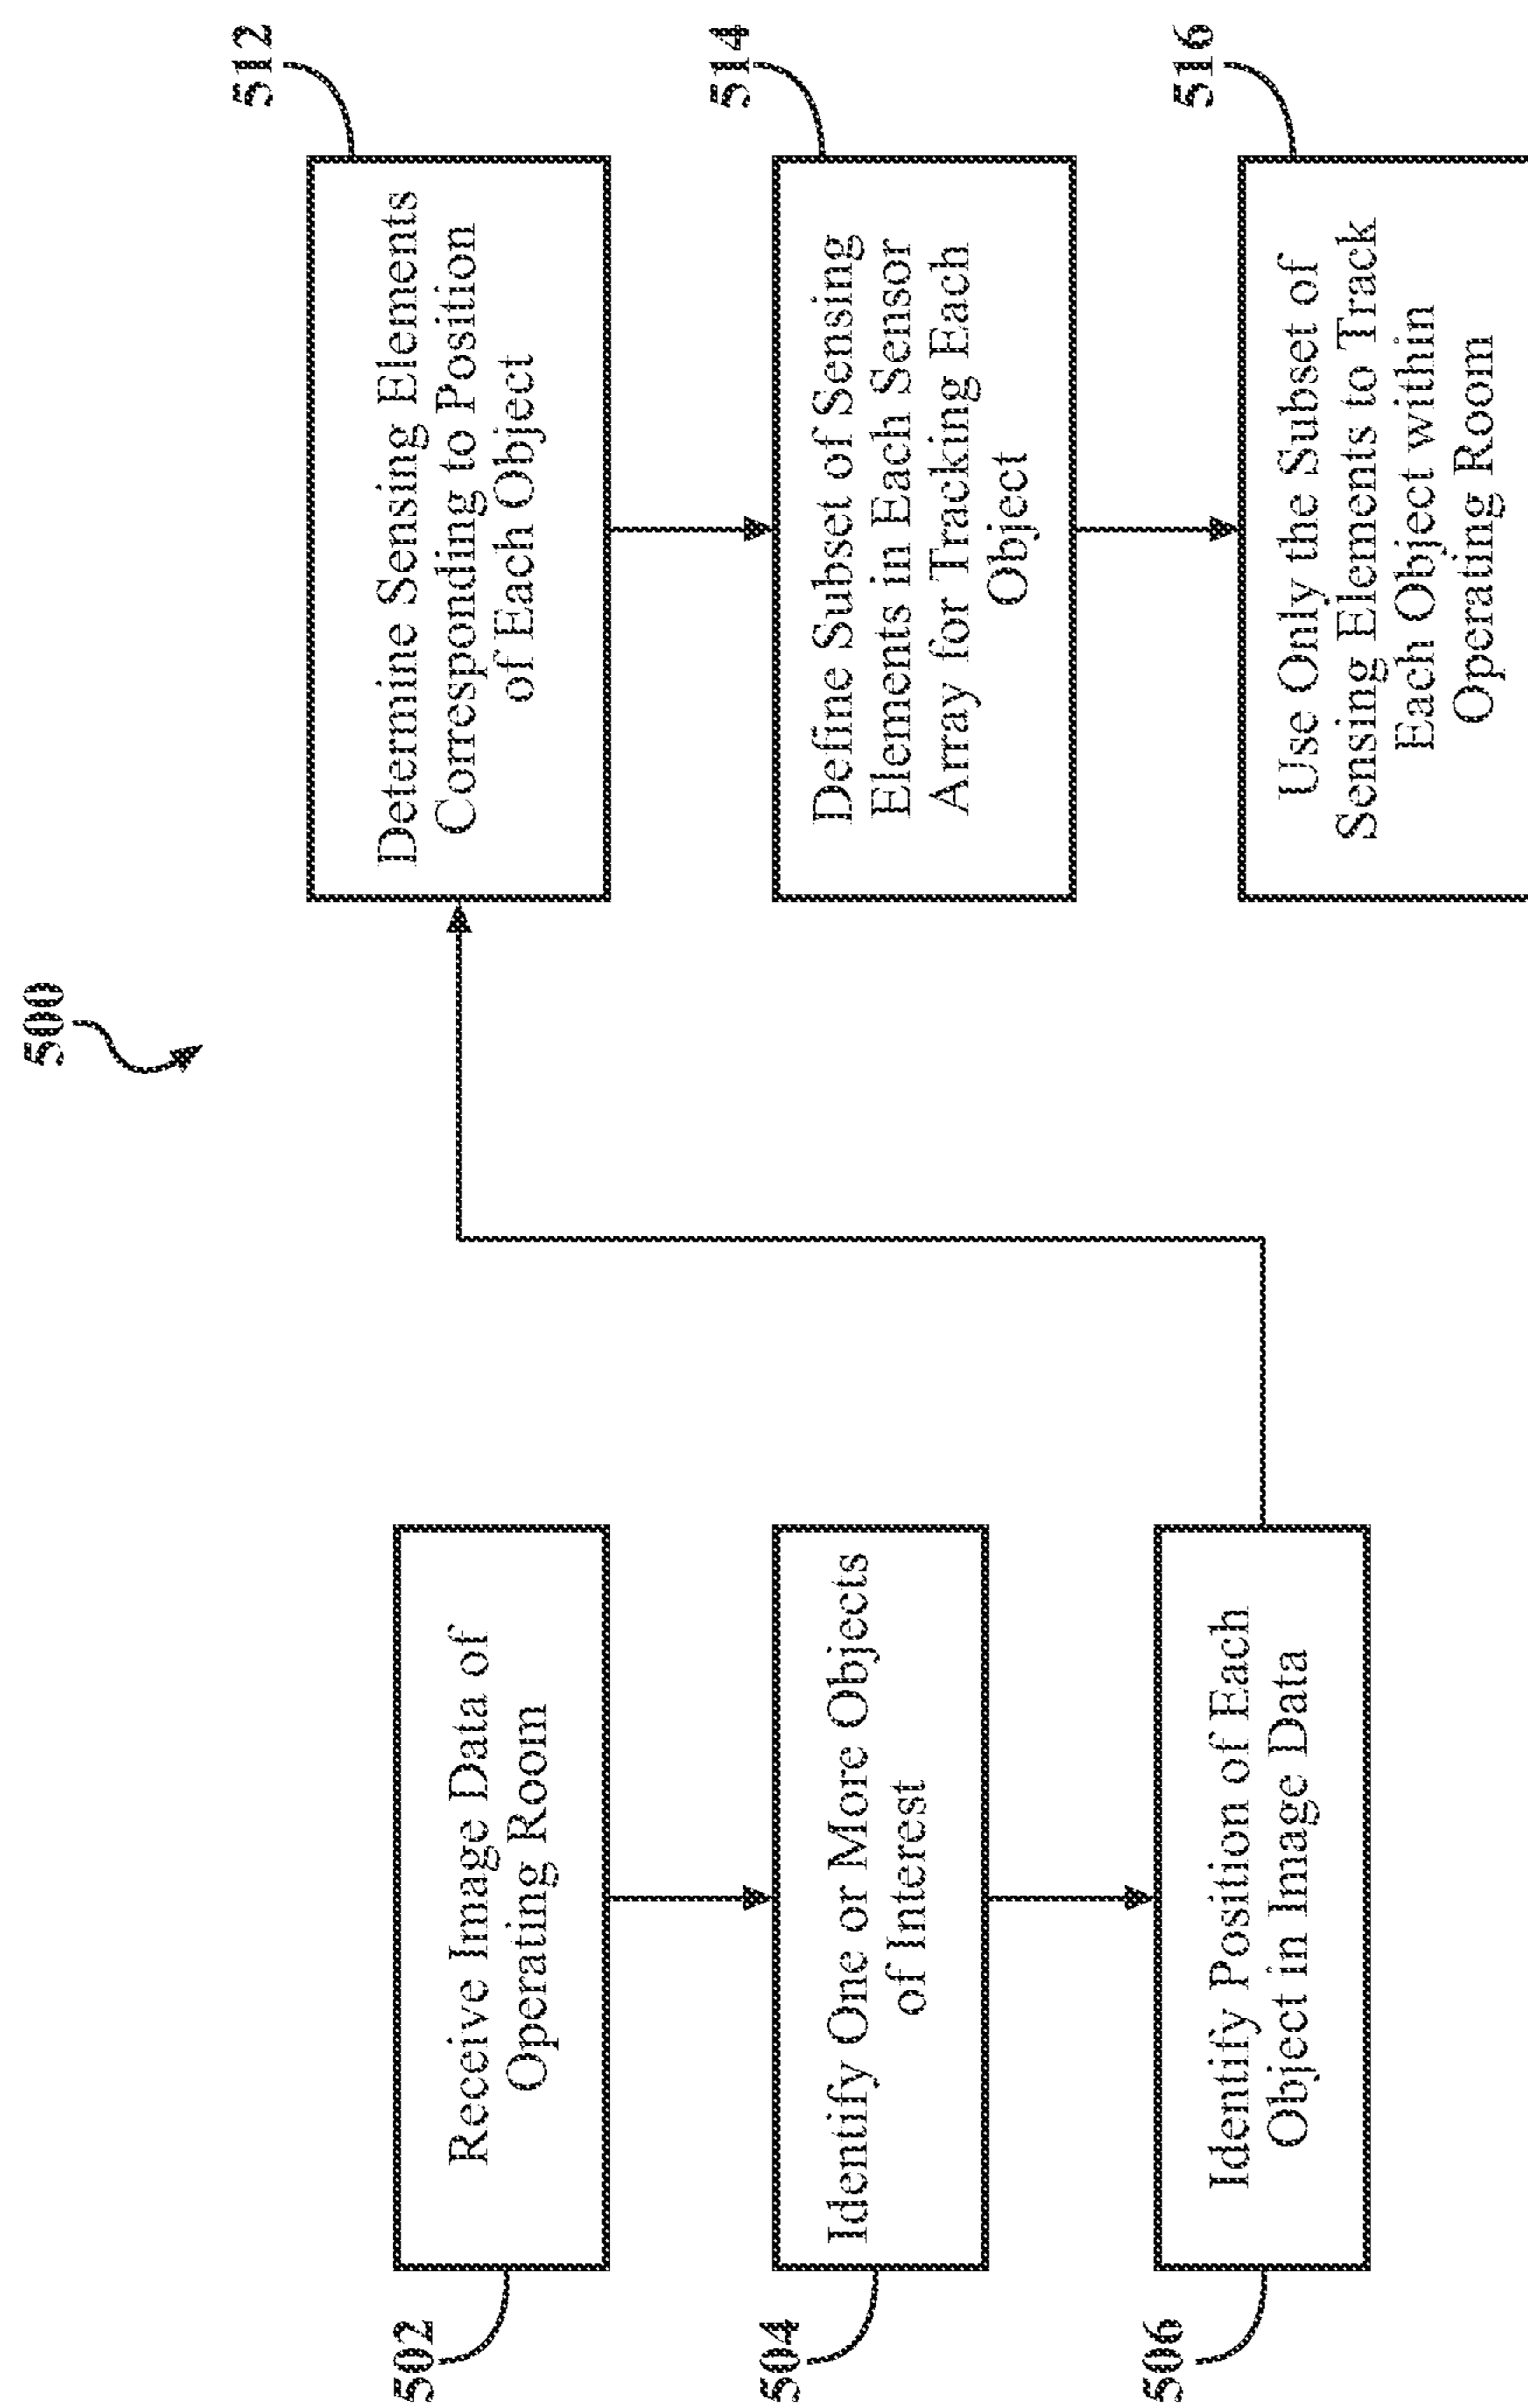 500
502
Receive Image Data of
Operating Room
504
Identify One or More Objects
of Interest
506
Identify Position of Each
Object in Image Data
512
Determine Sensing Elements
Corresponding to Position
of Each Object
514
Define Subset of Sensing
Elements in Each Sensor
Array for Tracking Each
Object
516
Use Only the Subset of
Sensing Elements to Track
Each Object within
Operating Room